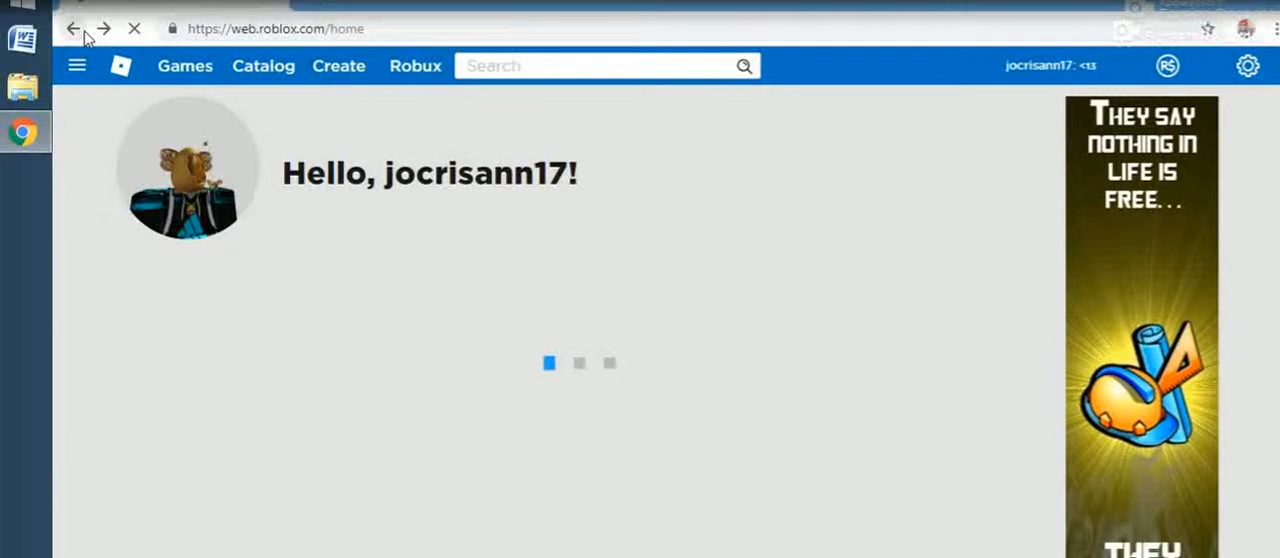 https://web.roblox.com/home
Games Catalog Create Robux Search jocrisann17: <13 R$
Hello, jocrisann17!
THEY SAY
NOTHING IN
LIFE IS
FREE...
THEY